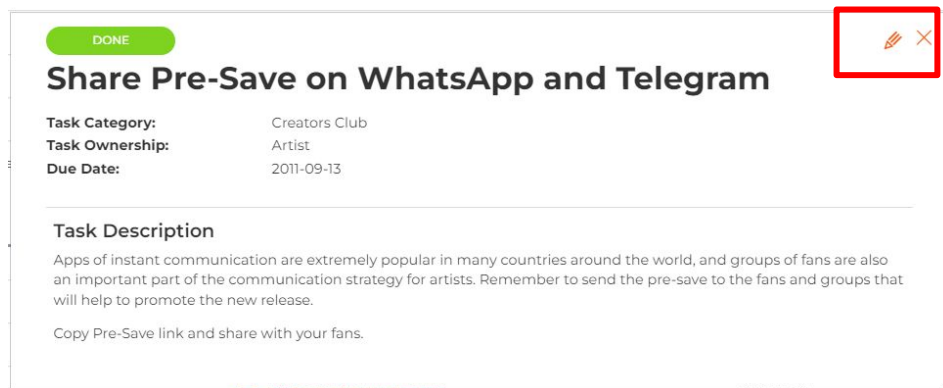 DONE
Share Pre-Save on WhatsApp and Telegram
Task Category: Creators Club
Task Ownership: Artist
Due Date: 2011-09-13
Task Description
Apps of instant communication are extremely popular in many countries around the world, and groups of fans are also
an important part of the communication strategy for artists. Remember to send the pre-save to the fans and groups that
will help to promote the new release.
Copy Pre-Save link and share with your fans.